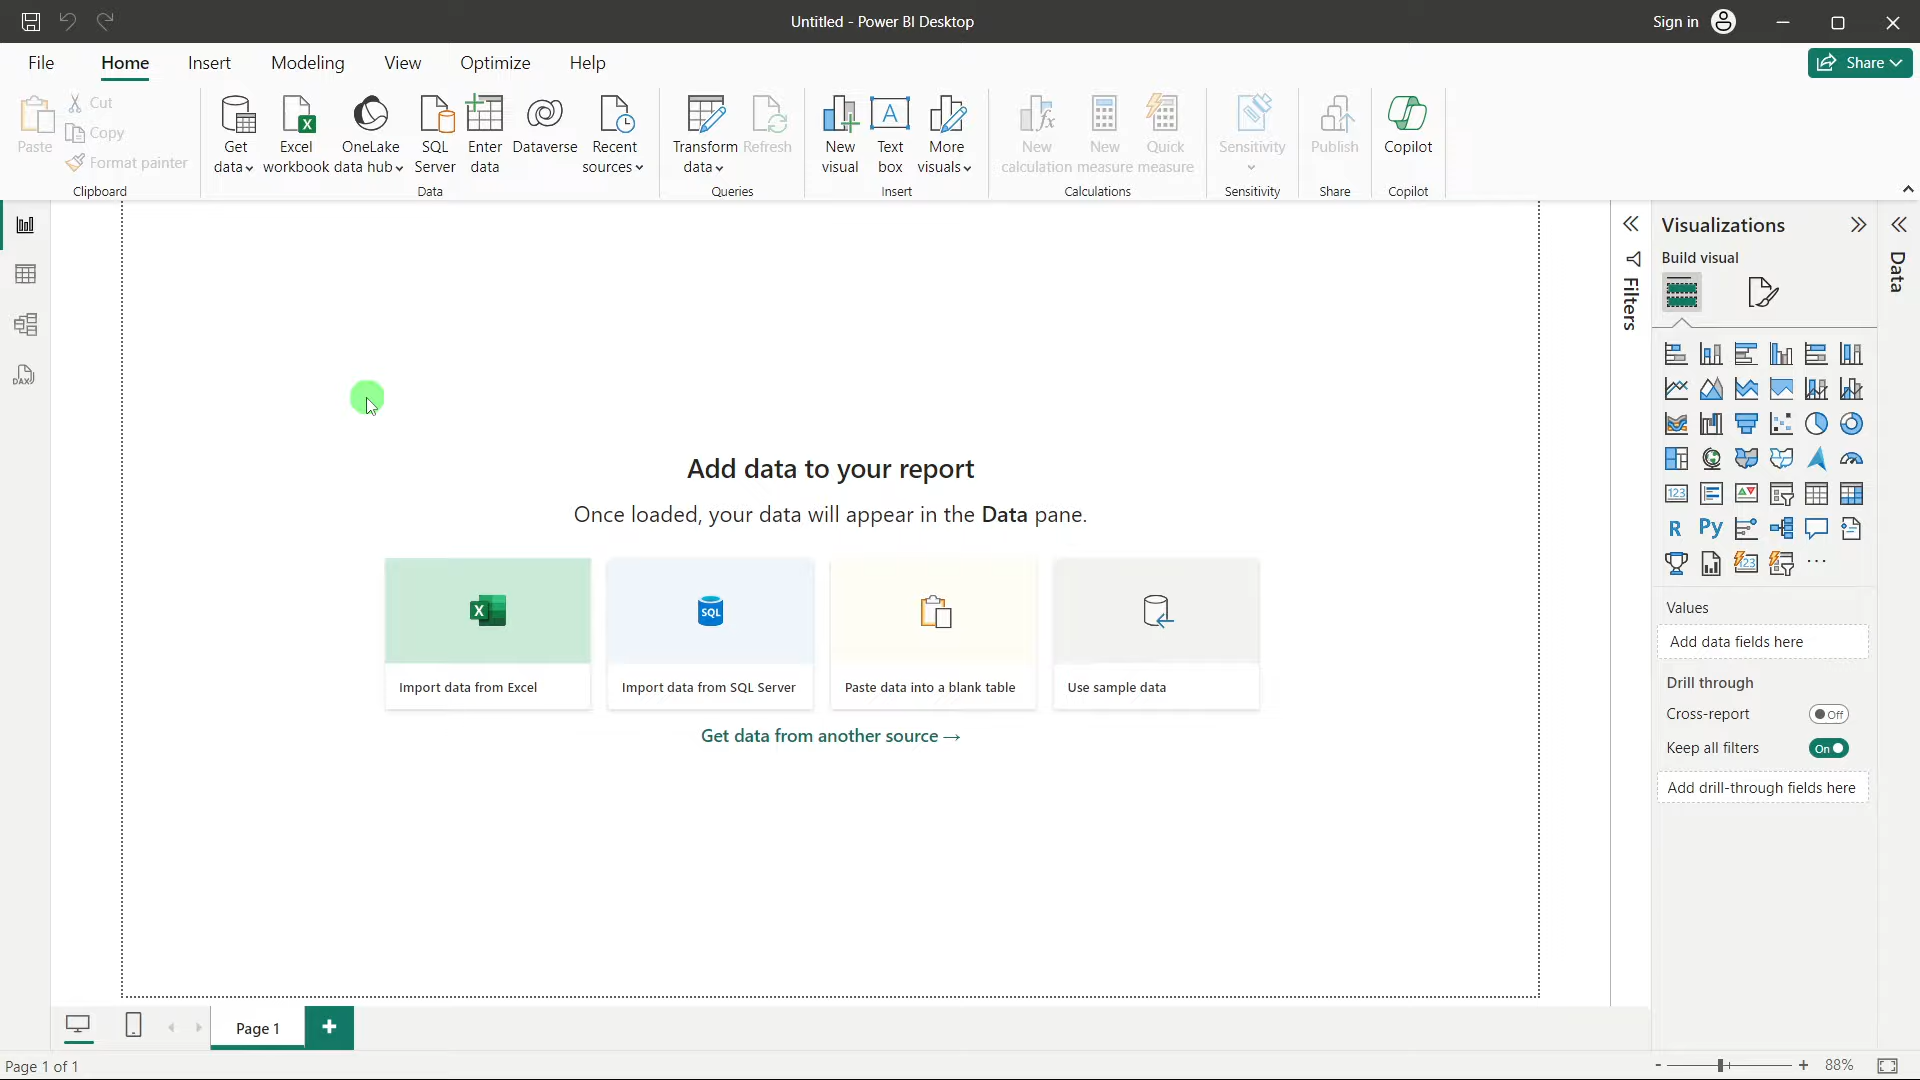 Untitled - Power BI Desktop
Sign in
File Home Insert Modeling View Optimize Help
Share
Paste
Cut
Copy
Format painter
Clipboard
Get data
Excel workbook
OneLake data hub
SQL Server
Enter data
Dataverse
Recent sources
Data
Transform data
Refresh
Queries
New visual
A
Text box
More visuals
Insert
New calculation
New measure
Quick measure
Calculations
Sensitivity
Sensitivity
Publish
Share
Copilot
Copilot
DAX
Add data to your report
Once loaded, your data will appear in the Data pane.
X
SQL
Import data from Excel
Import data from SQL Server
Paste data into a blank table
Use sample data
Get data from another source →
Filters
Visualizations
Build visual
123
R Py
123
...
Values
Add data fields here
Drill through
Cross-report
Off
Keep all filters
On
Add drill-through fields here
Data
Page 1
+
Page 1 of 1
- + 88%